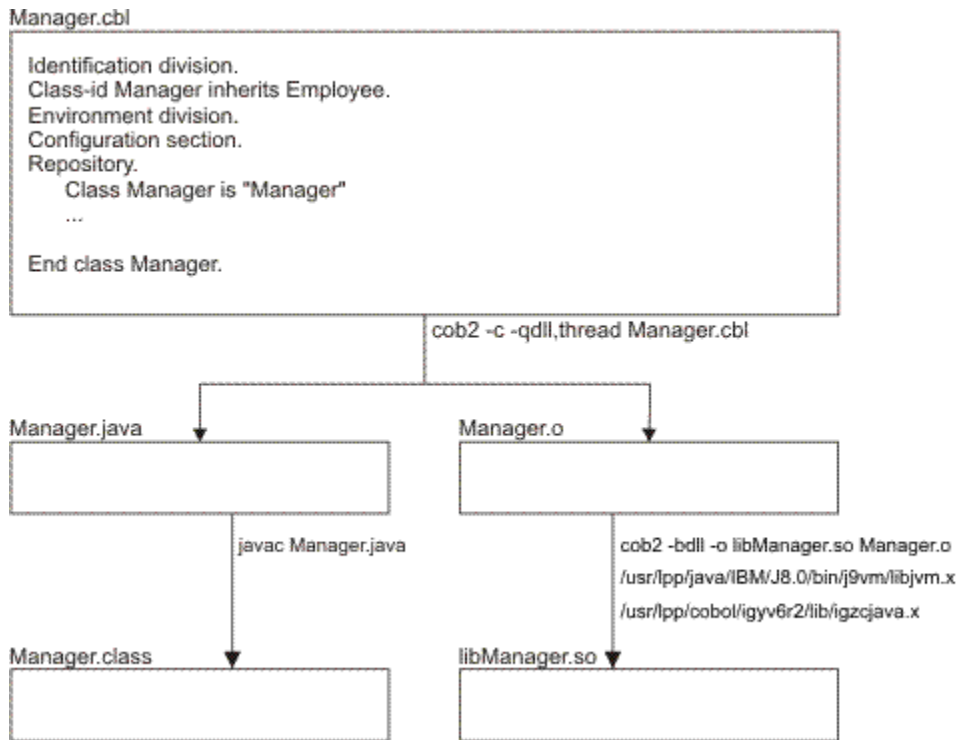 Manager.cbl
Identification division.
Class-id Manager inherits Employee.
Environment division.
Configuration section.
Repository.
Class Manager is "Manager"
...
End class Manager.
cob2 -c -qdll,thread Manager.cbl
Manager.java
Manager.o
javac Manager.java
cob2 -bdll -o libManager.so Manager.o
/usr/lpp/java/IBM/J8.0/bin/j9vm/libjvm.x
/usr/lpp/cobol/igyv6r2/lib/igzcjava.x
Manager.class
libManager.so